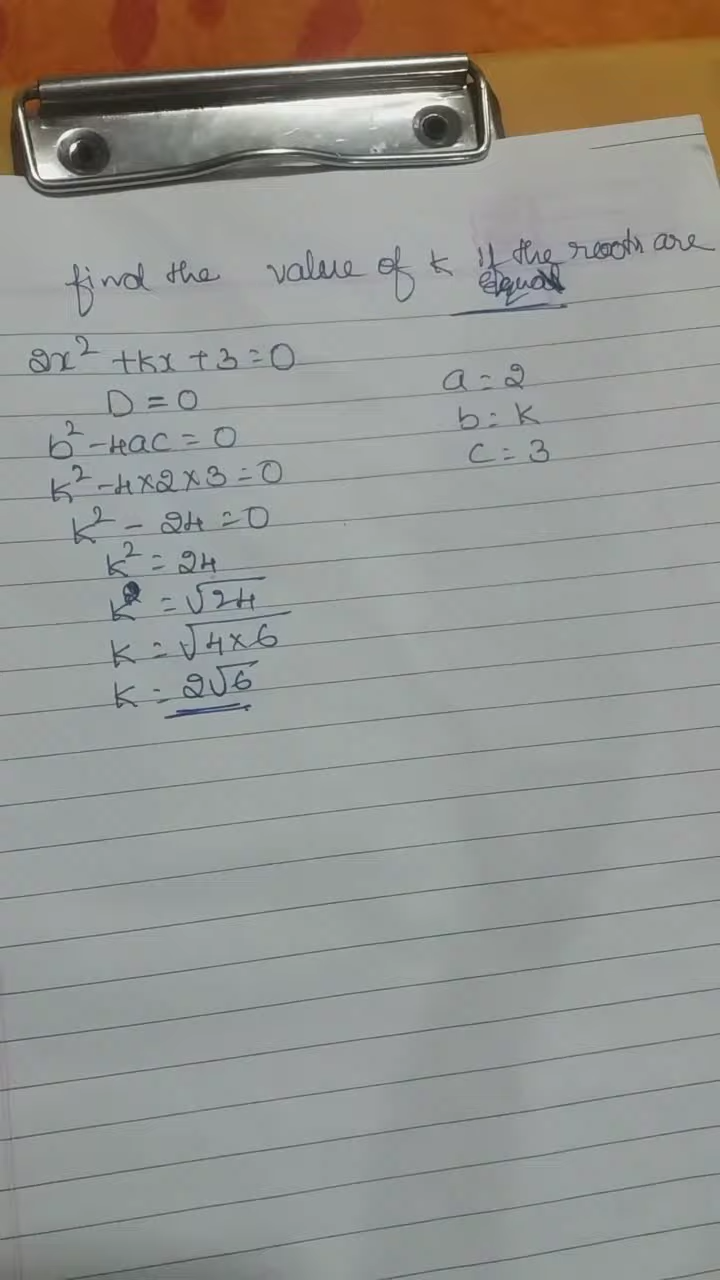 find the value of k if the roots are
equal
2x² + kx + 3 = 0
D = 0
b² - 4ac = 0
k² - 4×2×3 = 0
k² - 24 = 0
k² = 24
k = √24
k = √4×6
k = 2√6
a = 2
b = k
c = 3